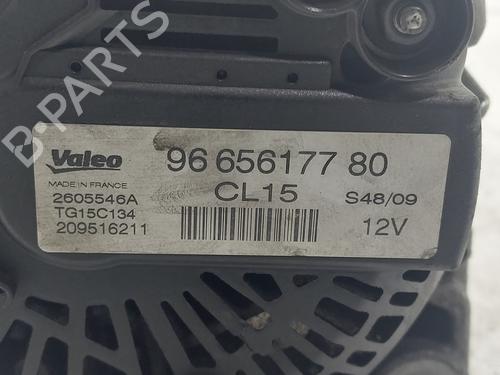 B-PARTS
Valeo
96 656177 80
MADE IN FRANCE
CL15
S48/09
2605546A
TG15C134
12V
209516211